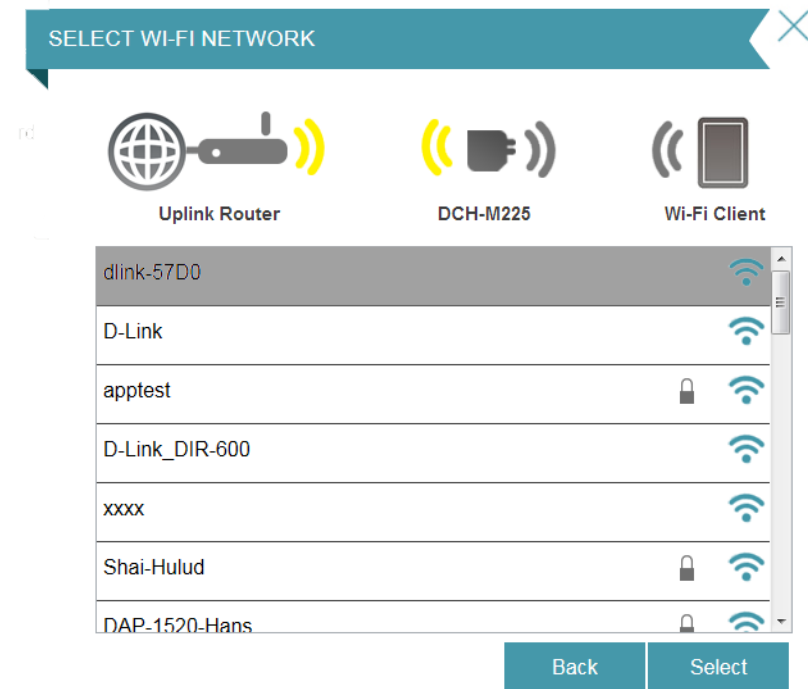 SELECT WI-FI NETWORK
Uplink Router
DCH-M225
Wi-Fi Client
dlink-57D0
D-Link
apptest
D-Link_DIR-600
xxxx
Shai-Hulud
DAP-1520-Hans
Back
Select